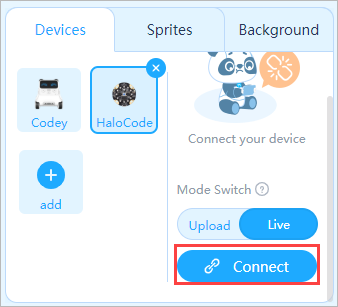 Devices
Sprites
Background
Codey
HaloCode
add
Connect your device
Mode Switch ?
Upload
Live
Connect